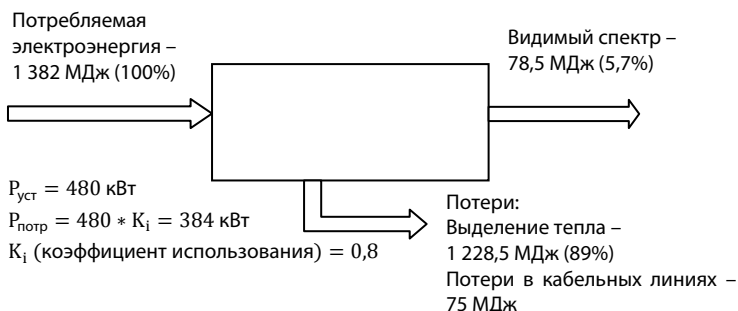 Потребляемая
электроэнергия –
1 382 МДж (100%)
Видимый спектр –
78,5 МДж (5,7%)
Pуст = 480 кВт
Pпотр = 480 * Ki = 384 кВт
Ki (коэффициент использования) = 0,8
Потери:
Выделение тепла –
1 228,5 МДж (89%)
Потери в кабельных линиях –
75 МДж